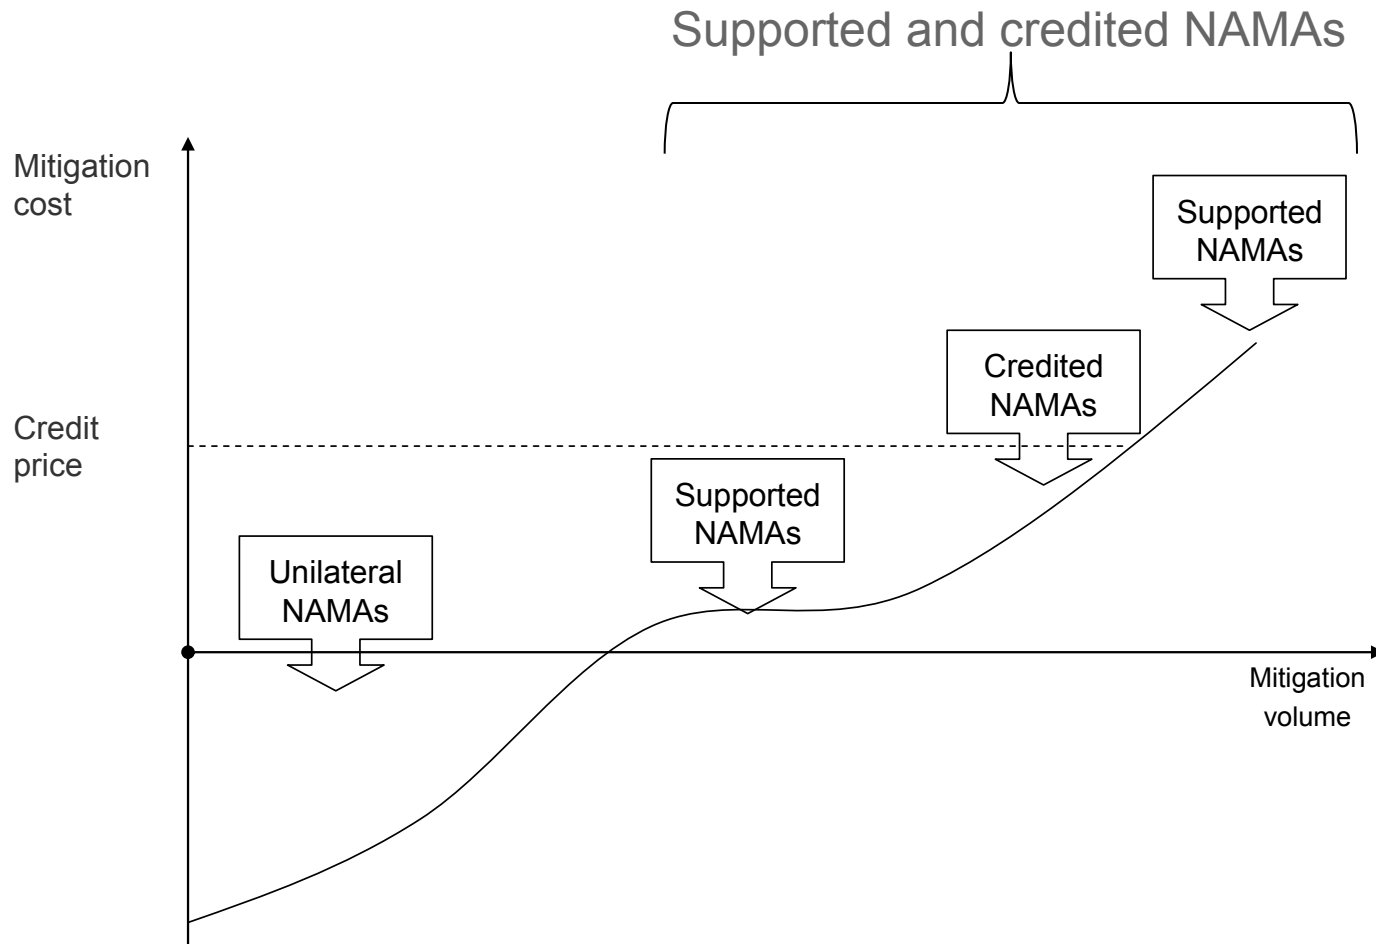 Supported and credited NAMAs
Mitigation
cost
Supported
NAMAs
Credited
NAMAs
Credit
price
Supported
NAMAs
Unilateral
NAMAs
Mitigation
volume